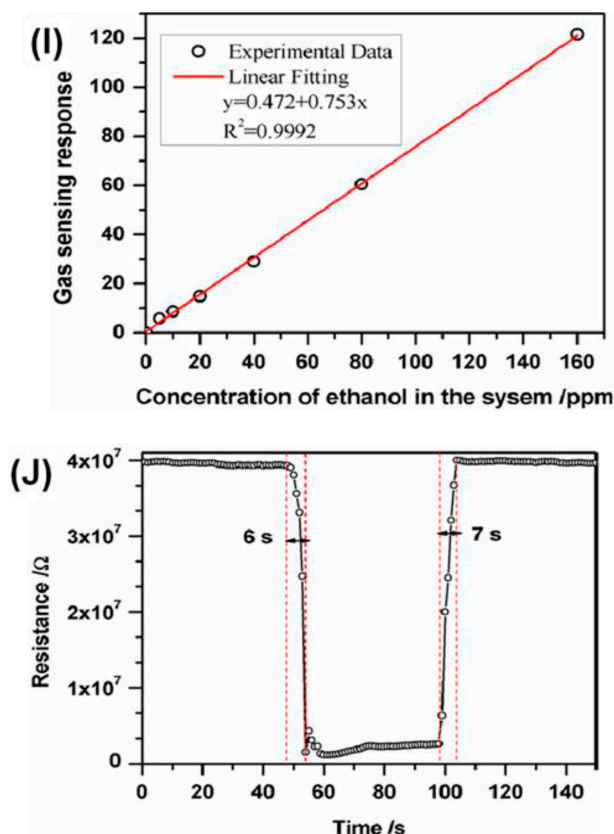 (I)
120
100
80
60
40
20
0
Gas sensing response
Experimental Data
Linear Fitting
y=0.472+0.753x
R²=0.9992
0 20 40 60 80 100 120 140 160
Concentration of ethanol in the sysem /ppm
(J)
4x10⁷
3x10⁷
2x10⁷
1x10⁷
0
Resistance /Ω
6 s
7 s
0 20 40 60 80 100 120 140
Time /s